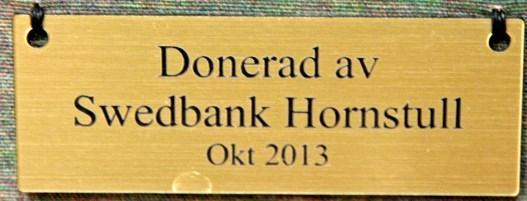 Donerad av
Swedbank Hornstull
Okt 2013